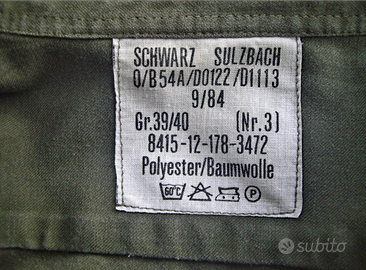 SCHWARZ SULZBACH
Q/B54A/D0122/D1113
9/84
Gr.39/40 (Nr.3)
8415-12-178-3472
Polyester/Baumwolle
60°C P
subito